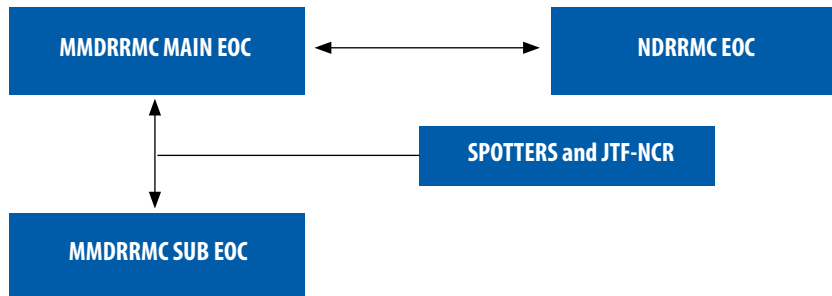 MMDRRMC MAIN EOC
NDRRMC EOC
SPOTTERS and JTF-NCR
MMDRRMC SUB EOC